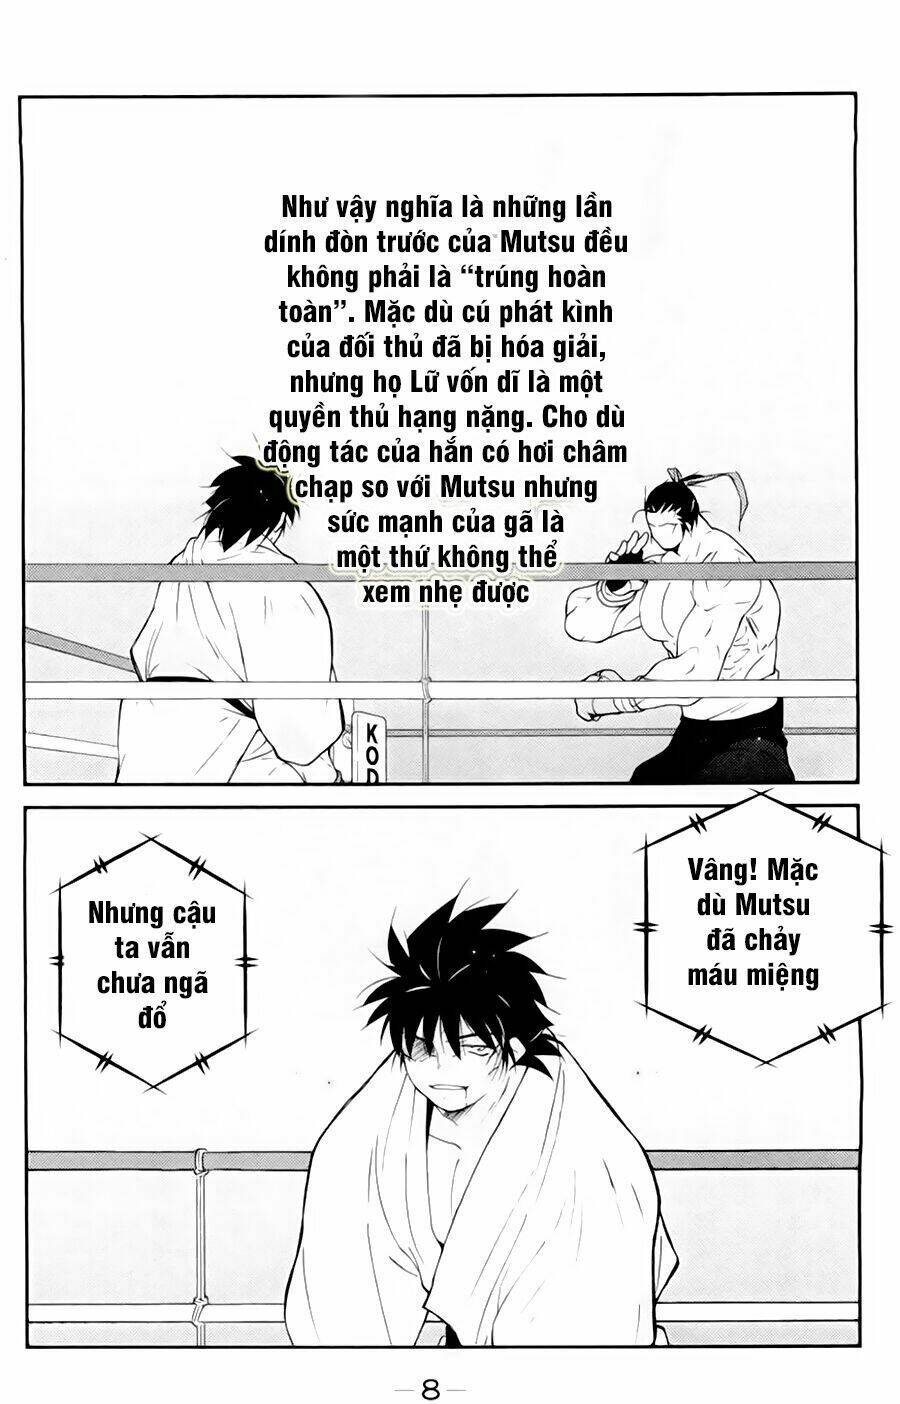 Như vậy nghĩa là những lần
dính đòn trước của Mutsu đều
không phải là “trúng hoàn
toàn”. Mặc dù cú phát kình
của đối thủ đã bị hóa giải,
nhưng họ Lữ vốn dĩ là một
quyền thủ hạng nặng. Cho dù
động tác của hắn có hơi châm
chạp so với Mutsu nhưng
sức mạnh của gã là
một thứ không thể
xem nhẹ được
KOD
Vâng! Mặc
dù Mutsu
đã chảy
máu miệng
Nhưng cậu
ta vẫn
chưa ngã
đổ
8